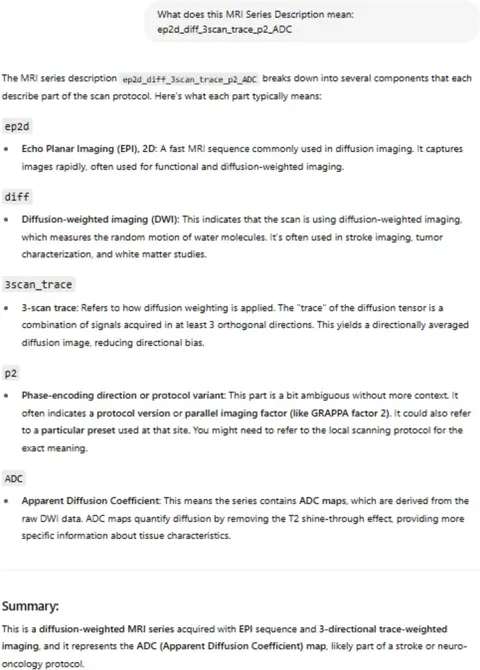 What does this MRI Series Description mean:
ep2d_diff_3scan_trace_p2_ADC
The MRI series description ep2d_diff_3scan_trace_p2_ADC breaks down into several components that each
describe part of the scan protocol. Here's what each part typically means:
ep2d
• Echo Planar Imaging (EPI), 2D: A fast MRI sequence commonly used in diffusion imaging. It captures
images rapidly, often used for functional and diffusion-weighted imaging.
diff
• Diffusion-weighted imaging (DWI): This indicates that the scan is using diffusion-weighted imaging,
which measures the random motion of water molecules. It's often used in stroke imaging, tumor
characterization, and white matter studies.
3scan_trace
• 3-scan trace: Refers to how diffusion weighting is applied. The "trace" of the diffusion tensor is a
combination of signals acquired in at least 3 orthogonal directions. This yields a directionally averaged
diffusion image, reducing directional bias.
p2
• Phase-encoding direction or protocol variant: This part is a bit ambiguous without more context. It
often indicates a protocol version or parallel imaging factor (like GRAPPA factor 2). It could also refer
to a particular preset used at that site. You might need to refer to the local scanning protocol for the
exact meaning.
ADC
• Apparent Diffusion Coefficient: This means the series contains ADC maps, which are derived from the
raw DWI data. ADC maps quantify diffusion by removing the T2 shine-through effect, providing more
specific information about tissue characteristics.
Summary:
This is a diffusion-weighted MRI series acquired with EPI sequence and 3-directional trace-weighted
imaging, and it represents the ADC (Apparent Diffusion Coefficient) map, likely part of a stroke or neuro-
oncology protocol.